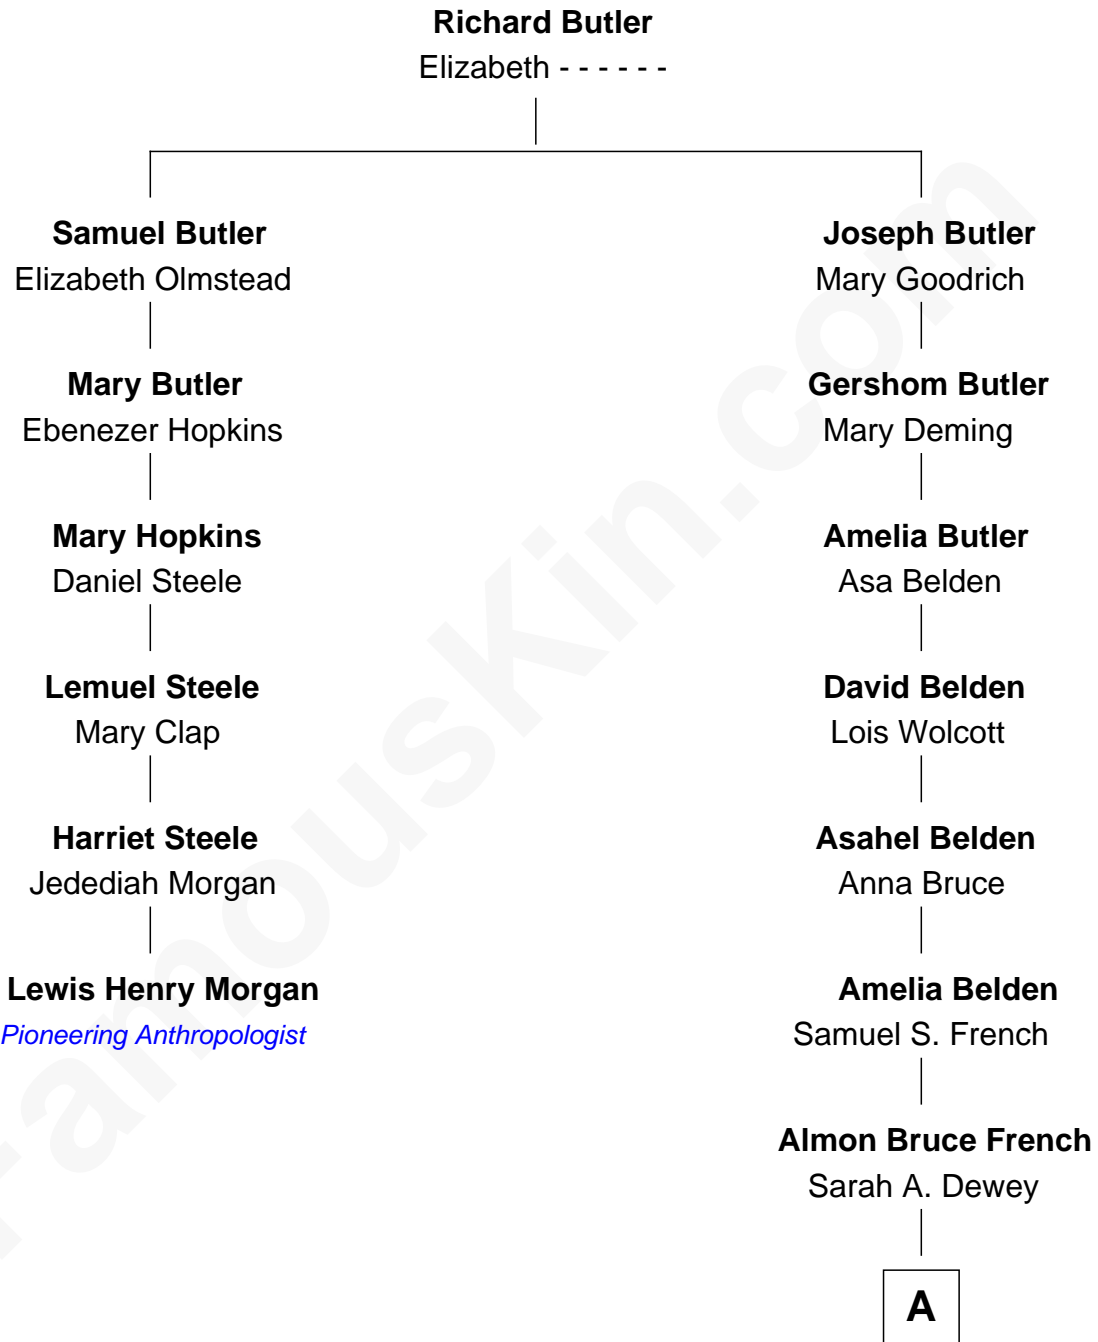 Richard Butler
Elizabeth - - - - - -
Samuel Butler
Elizabeth Olmstead
Mary Butler
Ebenezer Hopkins
Mary Hopkins
Daniel Steele
Lemuel Steele
Mary Clap
Harriet Steele
Jedediah Morgan
Lewis Henry Morgan
Pioneering Anthropologist
Joseph Butler
Mary Goodrich
Gershom Butler
Mary Deming
Amelia Butler
Asa Belden
David Belden
Lois Wolcott
Asahel Belden
Anna Bruce
Amelia Belden
Samuel S. French
Almon Bruce French
Sarah A. Dewey
A
FamousKin.com